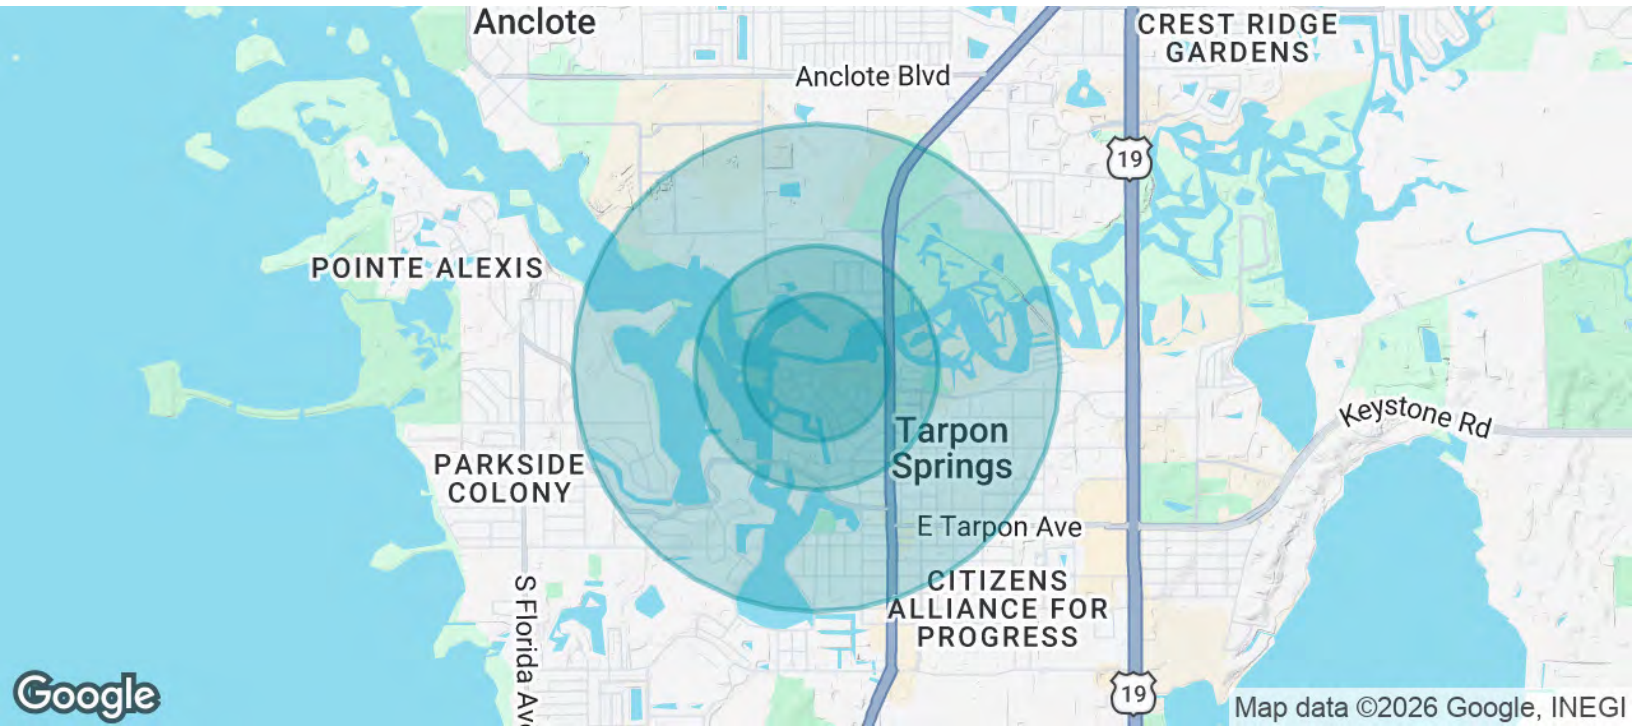 Anclote
CREST RIDGE
GARDENS
Anclote Blvd
19
POINTE ALEXIS
Keystone Rd
Tarpon
Springs
PARKSIDE
COLONY
E Tarpon Ave
CITIZENS
ALLIANCE FOR
PROGRESS
S Florida Ave
19
Google
Map data ©2026 Google, INEGI